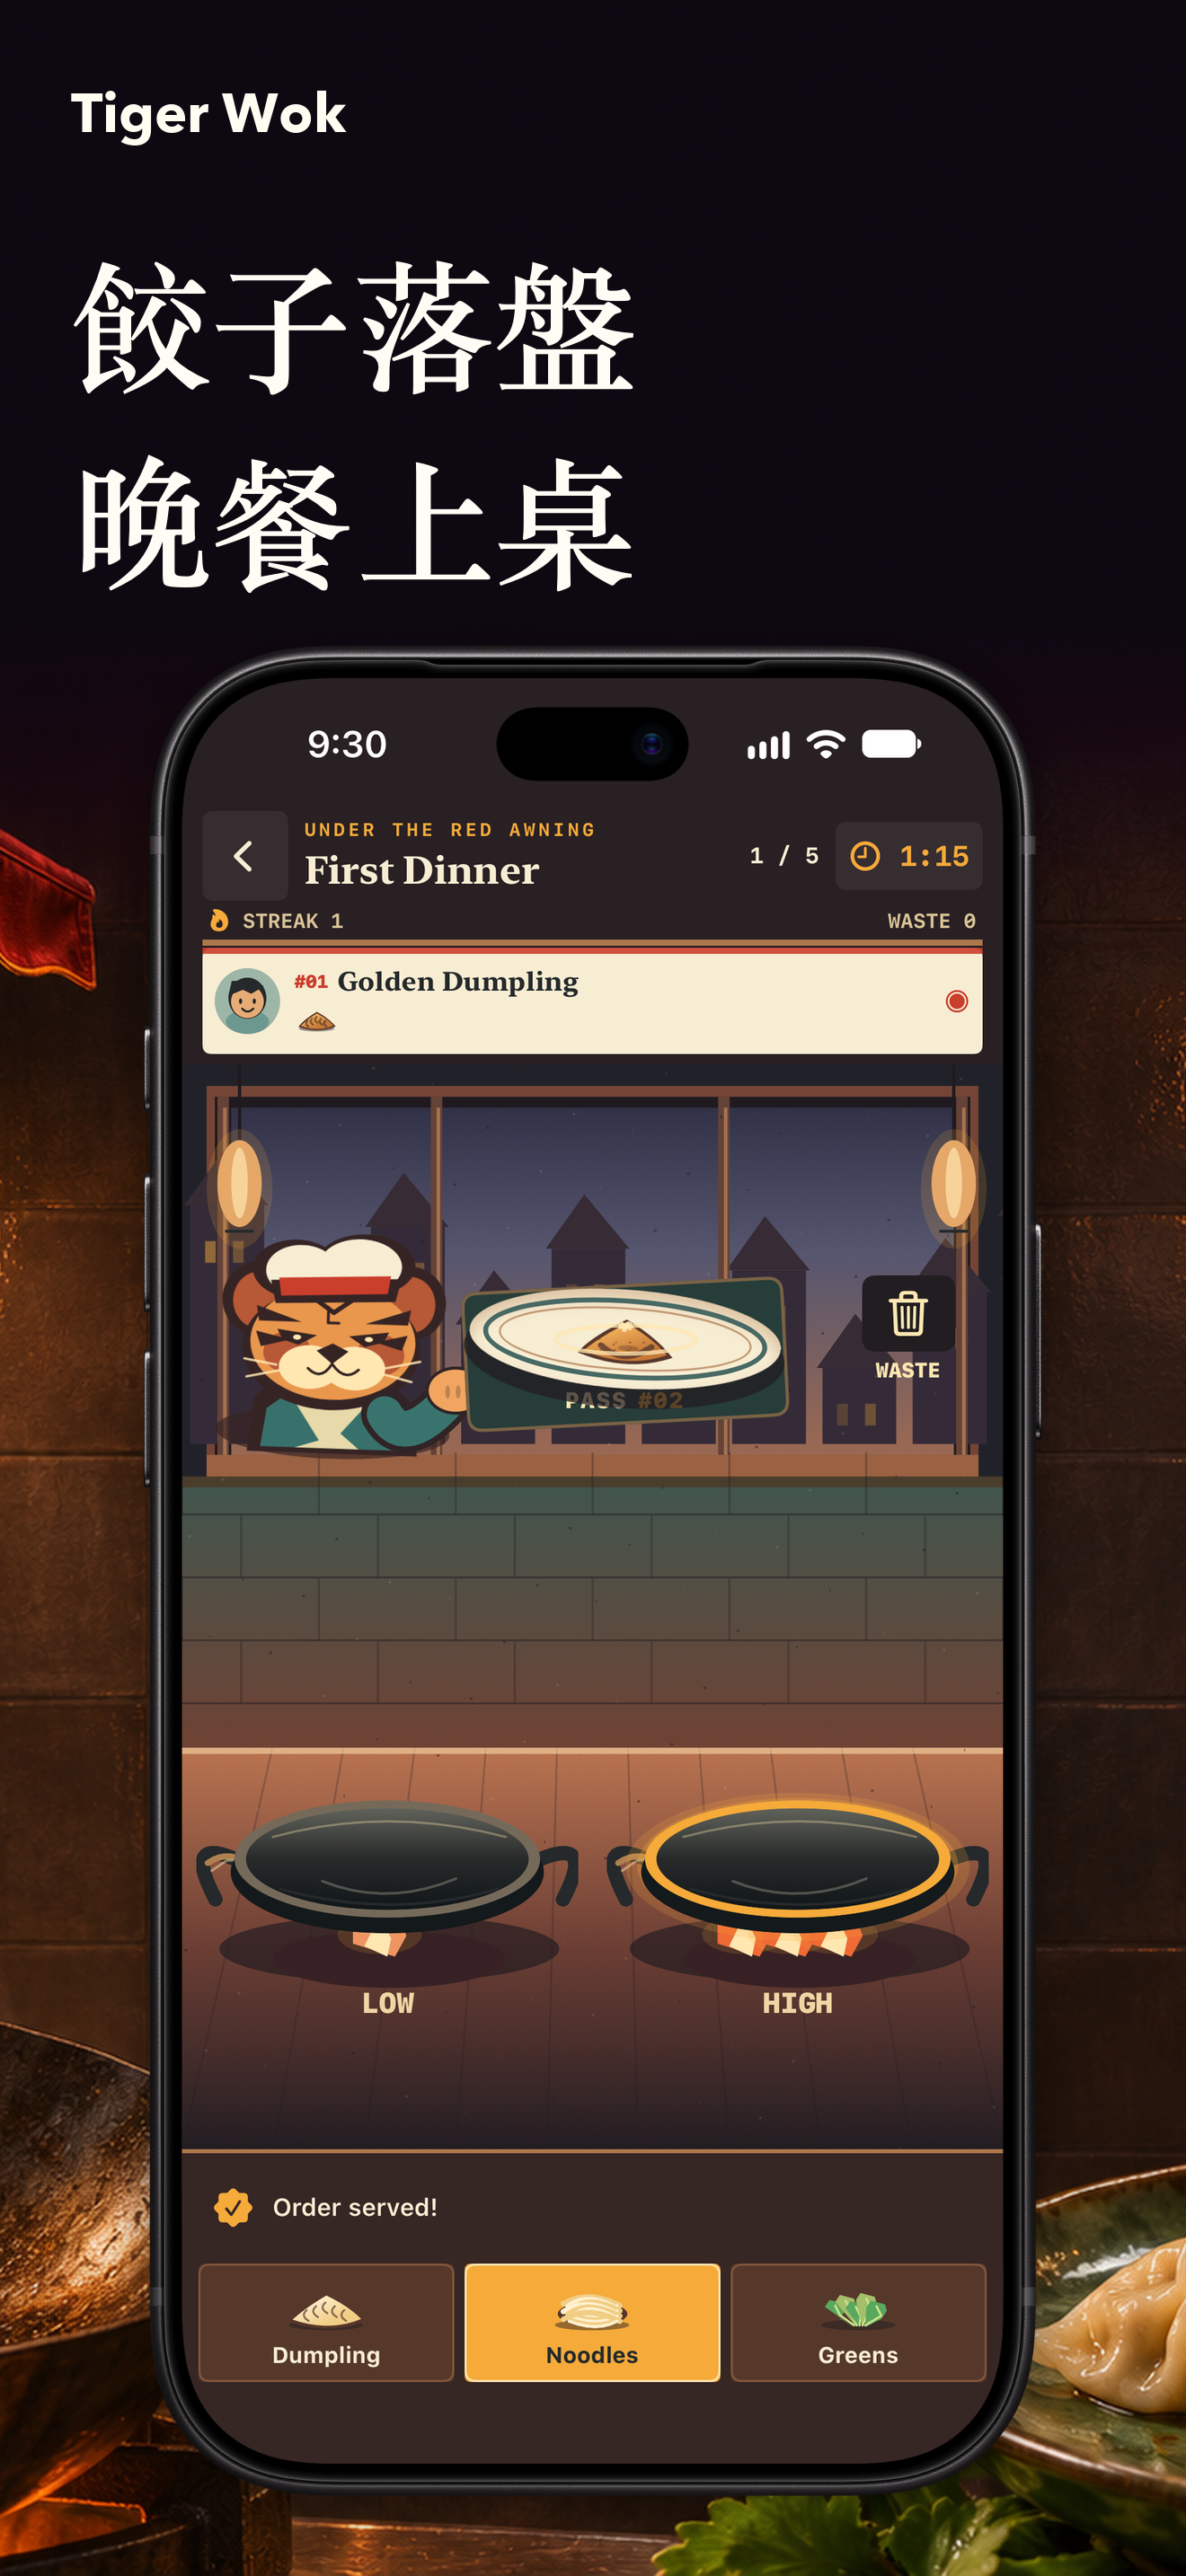 Tiger Wok
餃子落盤
晚餐上桌
9:30
UNDER THE RED AWNING
First Dinner
1 / 5
1:15
STREAK 1
WASTE 0
#01 Golden Dumpling
WASTE
PASS #02
LOW
HIGH
Order served!
Dumpling
Noodles
Greens